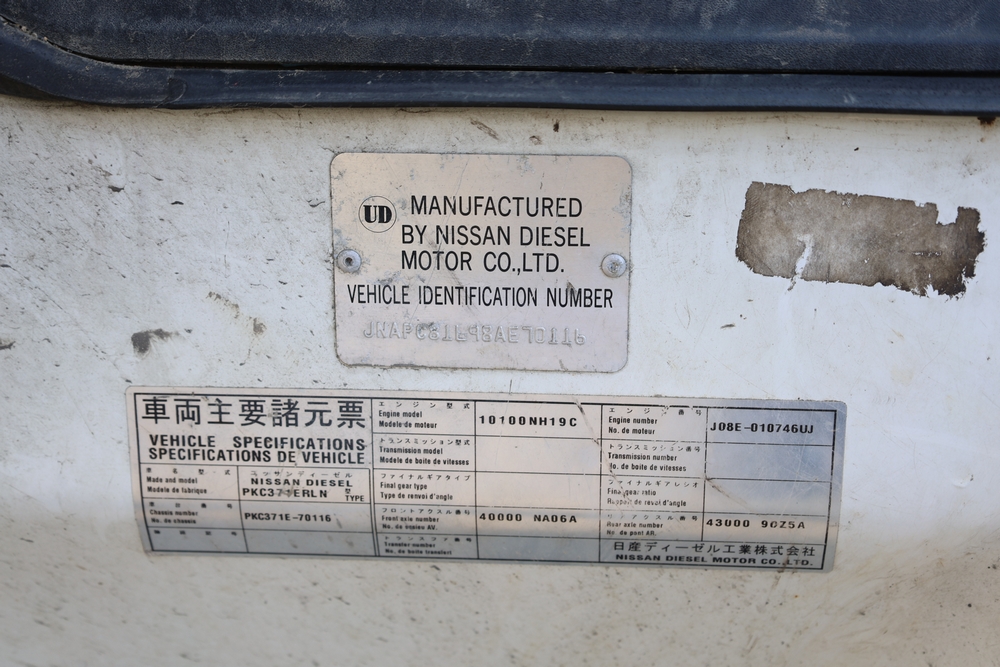 UD MANUFACTURED
BY NISSAN DIESEL
MOTOR CO.,LTD.
VEHICLE IDENTIFICATION NUMBER
車両主要諸元票
VEHICLE SPECIFICATIONS
SPECIFICATIONS DE VEHICLE
車名型式
Made and model
Modele de fabrique
ニッサンディーゼル
NISSAN DIESEL
PKC371ERLN 型 TYPE
Chassis number
No. de chassis
PKC371E-70116
エンジン型式
Engine model
Modele de moteur
10100NH19C
トランスミッション型式
Transmission model
Modele de boite de vitesses
ファイナルギアタイプ
Final gear type
Type de renvoi d'angle
フロントアクスル番号
Front axle number
No. de essieu AV.
40000 NA06A
トランスファ番号
Transfer number
No de boite transfert
エンジン番号
Engine number
No. de moteur
J08E-010746UJ
トランスミッション番号
Transmission number
No. de boite de vitesses
ファイナルギアレシオ
Final gear ratio
Rapport de renvoi d'angle
リヤアクスル番号
Rear axle number
No de pont AR.
43000 90Z5A
日産ディーゼル工業株式会社
NISSAN DIESEL MOTOR CO.,LTD.